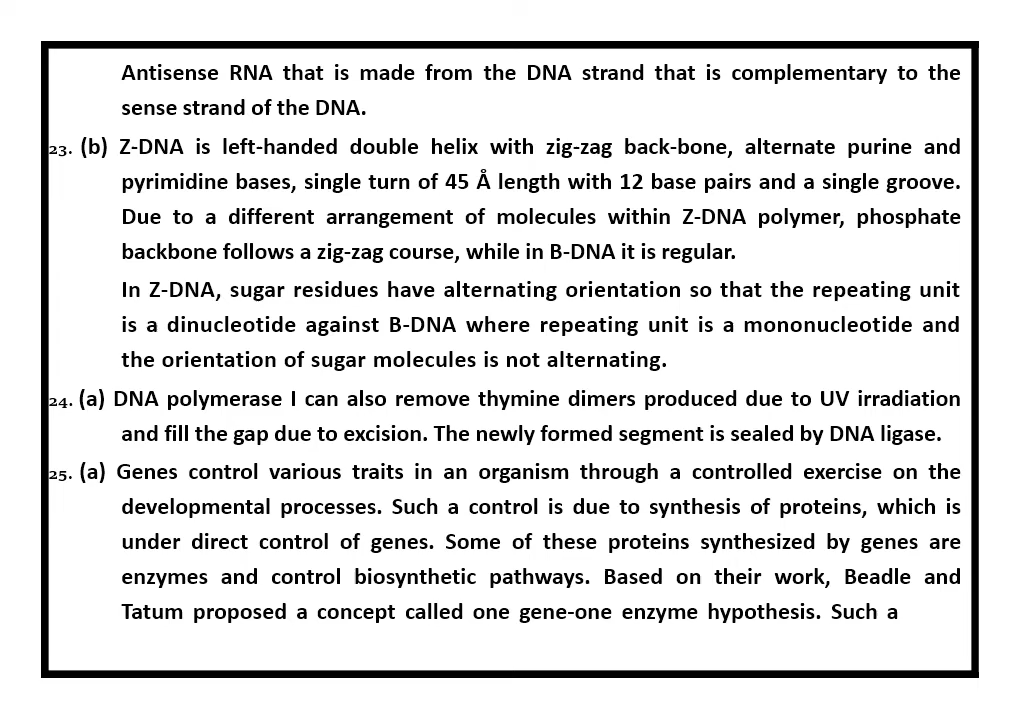 Antisense RNA that is made from the DNA strand that is complementary to the
sense strand of the DNA.
23. (b) Z-DNA is left-handed double helix with zig-zag back-bone, alternate purine and
pyrimidine bases, single turn of 45 Å length with 12 base pairs and a single groove.
Due to a different arrangement of molecules within Z-DNA polymer, phosphate
backbone follows a zig-zag course, while in B-DNA it is regular.
In Z-DNA, sugar residues have alternating orientation so that the repeating unit
is a dinucleotide against B-DNA where repeating unit is a mononucleotide and
the orientation of sugar molecules is not alternating.
24. (a) DNA polymerase I can also remove thymine dimers produced due to UV irradiation
and fill the gap due to excision. The newly formed segment is sealed by DNA ligase.
25. (a) Genes control various traits in an organism through a controlled exercise on the
developmental processes. Such a control is due to synthesis of proteins, which is
under direct control of genes. Some of these proteins synthesized by genes are
enzymes and control biosynthetic pathways. Based on their work, Beadle and
Tatum proposed a concept called one gene-one enzyme hypothesis. Such a